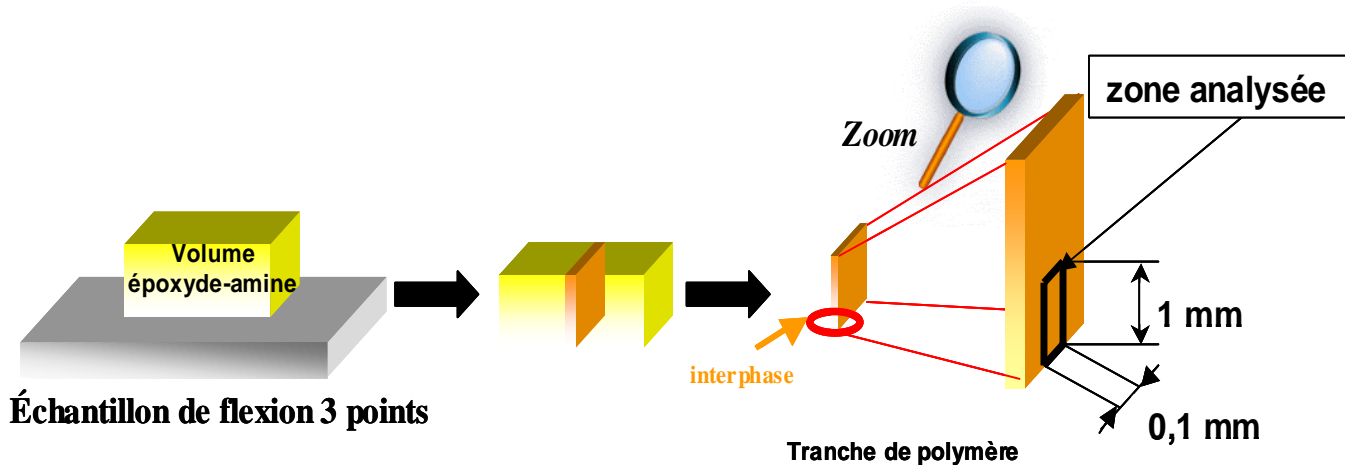 Volume
époxyde-amine
Échantillon de flexion 3 points
interphase
Zoom
zone analysée
1 mm
0,1 mm
Tranche de polymère